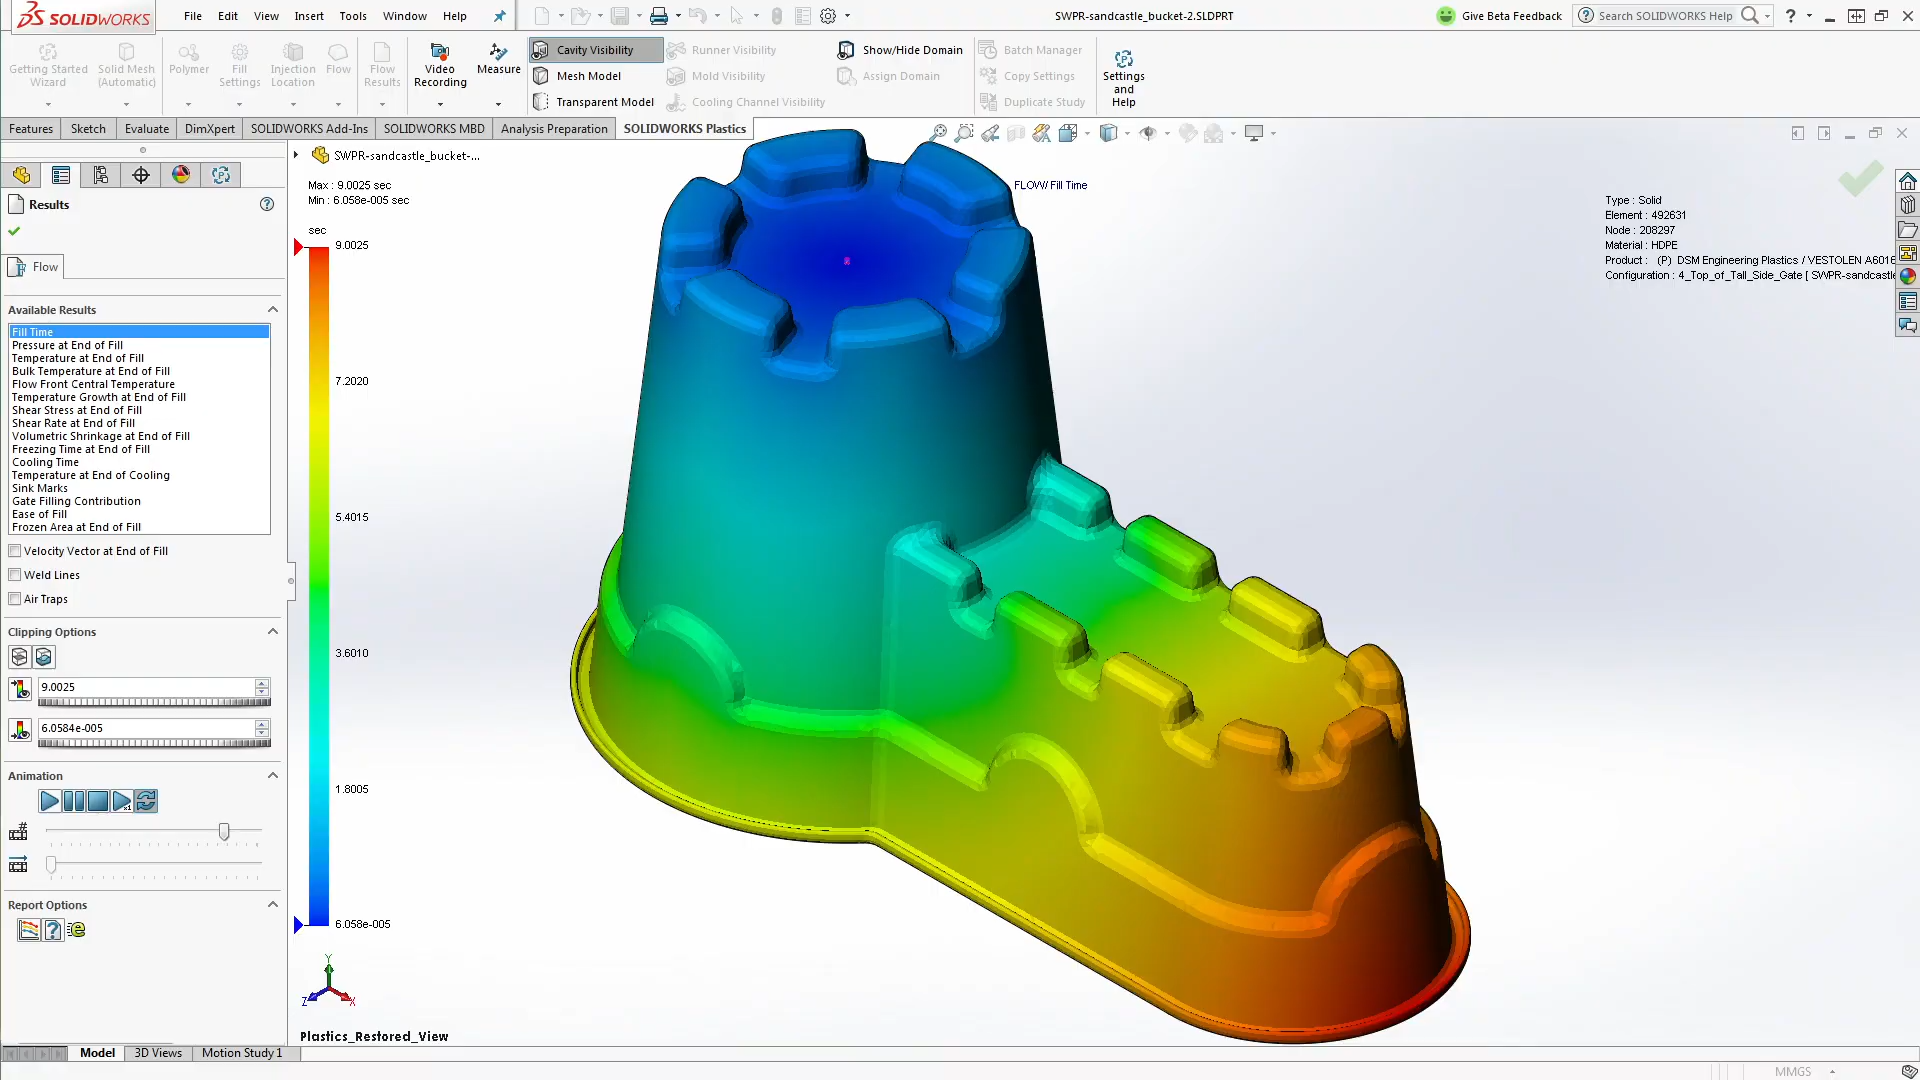 SOLIDWORKS
File Edit View Insert Tools Window Help
SWPR-sandcastle_bucket-2.SLDPRT
Give Beta Feedback
Search SOLIDWORKS Help
Getting Started Wizard
Solid Mesh (Automatic)
Polymer
Fill Settings
Injection Location
Flow
Flow Results
Video Recording
Measure
Cavity Visibility
Mesh Model
Transparent Model
Runner Visibility
Mold Visibility
Cooling Channel Visibility
Show/Hide Domain
Assign Domain
Batch Manager
Copy Settings
Duplicate Study
Settings and Help
Features Sketch Evaluate DimXpert SOLIDWORKS Add-Ins SOLIDWORKS MBD Analysis Preparation SOLIDWORKS Plastics
Results
Flow
Available Results
Fill Time
Pressure at End of Fill
Temperature at End of Fill
Bulk Temperature at End of Fill
Flow Front Central Temperature
Temperature Growth at End of Fill
Shear Stress at End of Fill
Shear Rate at End of Fill
Volumetric Shrinkage at End of Fill
Freezing Time at End of Fill
Cooling Time
Temperature at End of Cooling
Sink Marks
Gate Filling Contribution
Ease of Fill
Frozen Area at End of Fill
Velocity Vector at End of Fill
Weld Lines
Air Traps
Clipping Options
9.0025
6.0584e-005
Animation
Report Options
SWPR-sandcastle_bucket-...
Max : 9.0025 sec
Min : 6.058e-005 sec
sec
9.0025
7.2020
5.4015
3.6010
1.8005
6.058e-005
FLOW/ Fill Time
Type : Solid
Element : 492631
Node : 208297
Material : HDPE
Product : (P) DSM Engineering Plastics / VESTOLEN A6016
Configuration : 4_Top_of_Tall_Side_Gate [ SWPR-sandcastle
Y
Z
X
Plastics_Restored_View
Model 3D Views Motion Study 1
MMGS